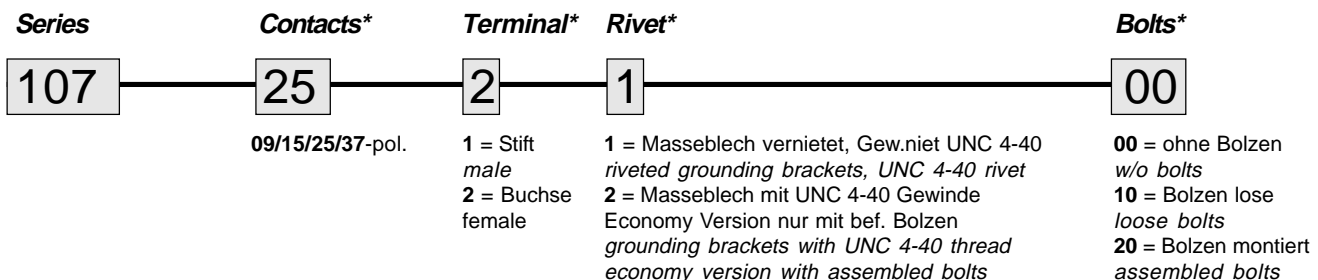 Series Contacts* Terminal* Rivet* Bolts*
107 25 2 1 00
09/15/25/37-pol.
1 = Stift
male
2 = Buchse
female
1 = Masseblech vernietet, Gew.niet UNC 4-40
riveted grounding brackets, UNC 4-40 rivet
2 = Masseblech mit UNC 4-40 Gewinde
Economy Version nur mit bef. Bolzen
grounding brackets with UNC 4-40 thread
economy version with assembled bolts
00 = ohne Bolzen
w/o bolts
10 = Bolzen lose
loose bolts
20 = Bolzen montiert
assembled bolts